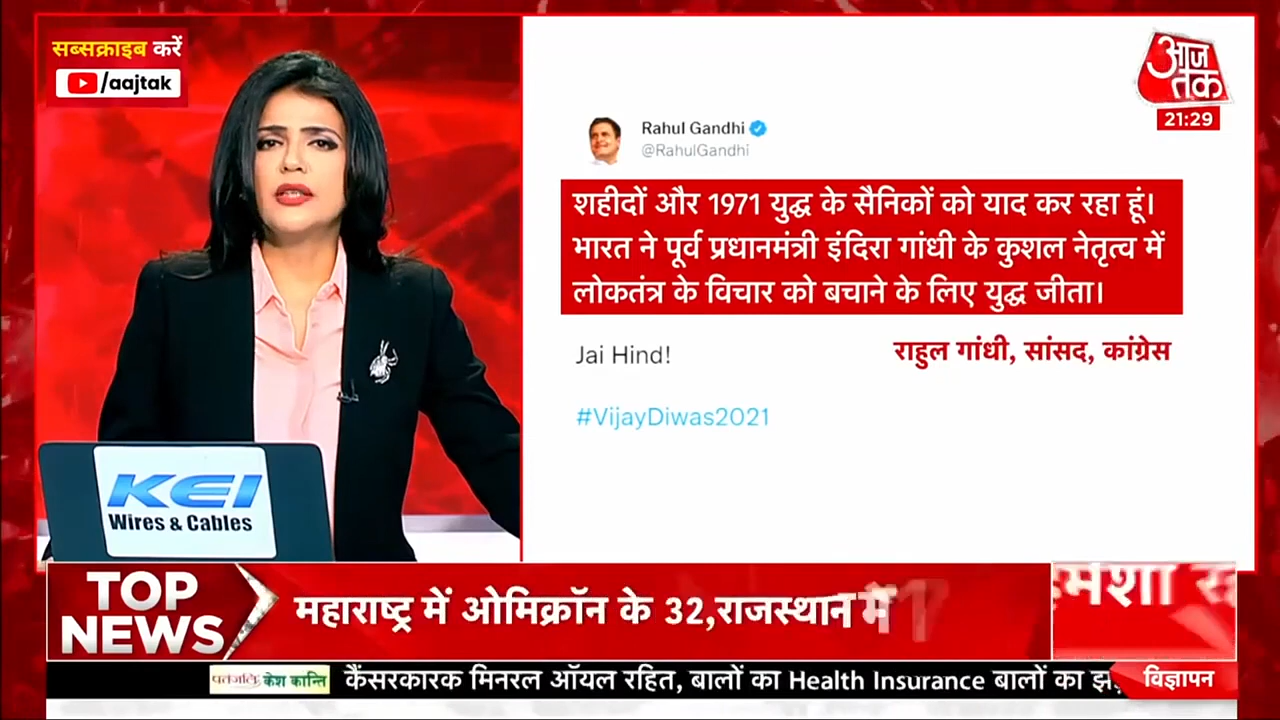 सब्सक्राइब करें
/aajtak
आज तक
21:29
Rahul Gandhi
@RahulGandhi
शहीदों और 1971 युद्ध के सैनिकों को याद कर रहा हूं।
भारत ने पूर्व प्रधानमंत्री इंदिरा गांधी के कुशल नेतृत्व में
लोकतंत्र के विचार को बचाने के लिए युद्ध जीता।
Jai Hind!
राहुल गांधी, सांसद, कांग्रेस
#VijayDiwas2021
KEI
Wires & Cables
TOP
NEWS
महाराष्ट्र में ओमिक्रॉन के 32,राजस्थान में 17
पतंजलि केश कान्ति
कैंसरकारक मिनरल ऑयल रहित, बालों का Health Insurance बालों का
विज्ञापन